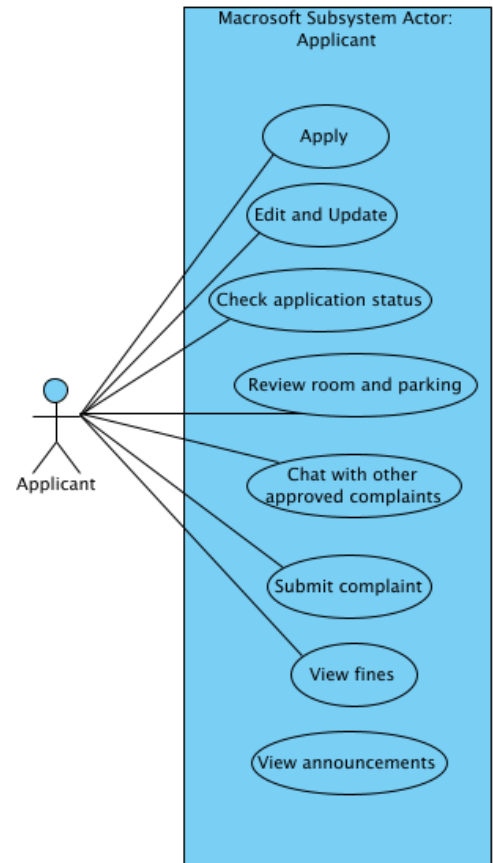 Macrosoft Subsystem Actor:
Applicant
Apply
Edit and Update
Check application status
Review room and parking
Applicant
Chat with other
approved complaints
Submit complaint
View fines
View announcements